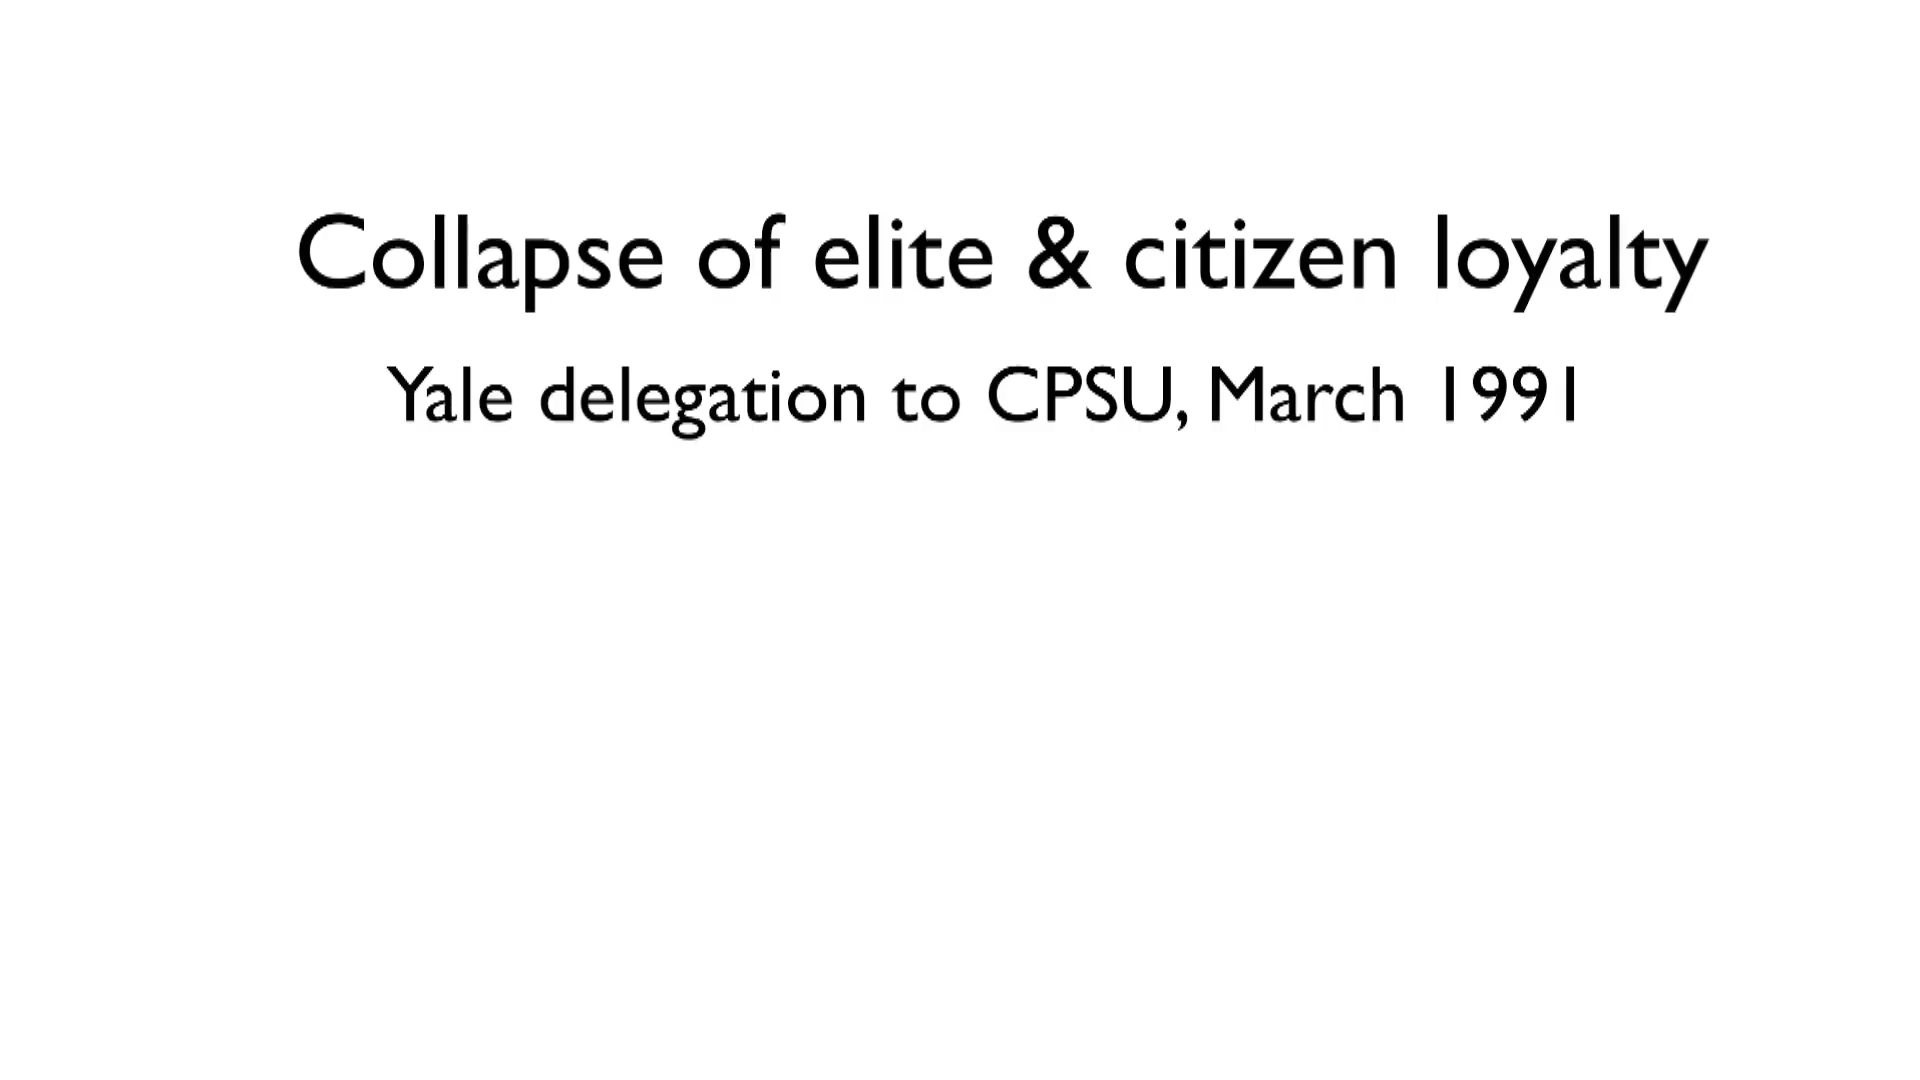 Collapse of elite & citizen loyalty
Yale delegation to CPSU, March 1991